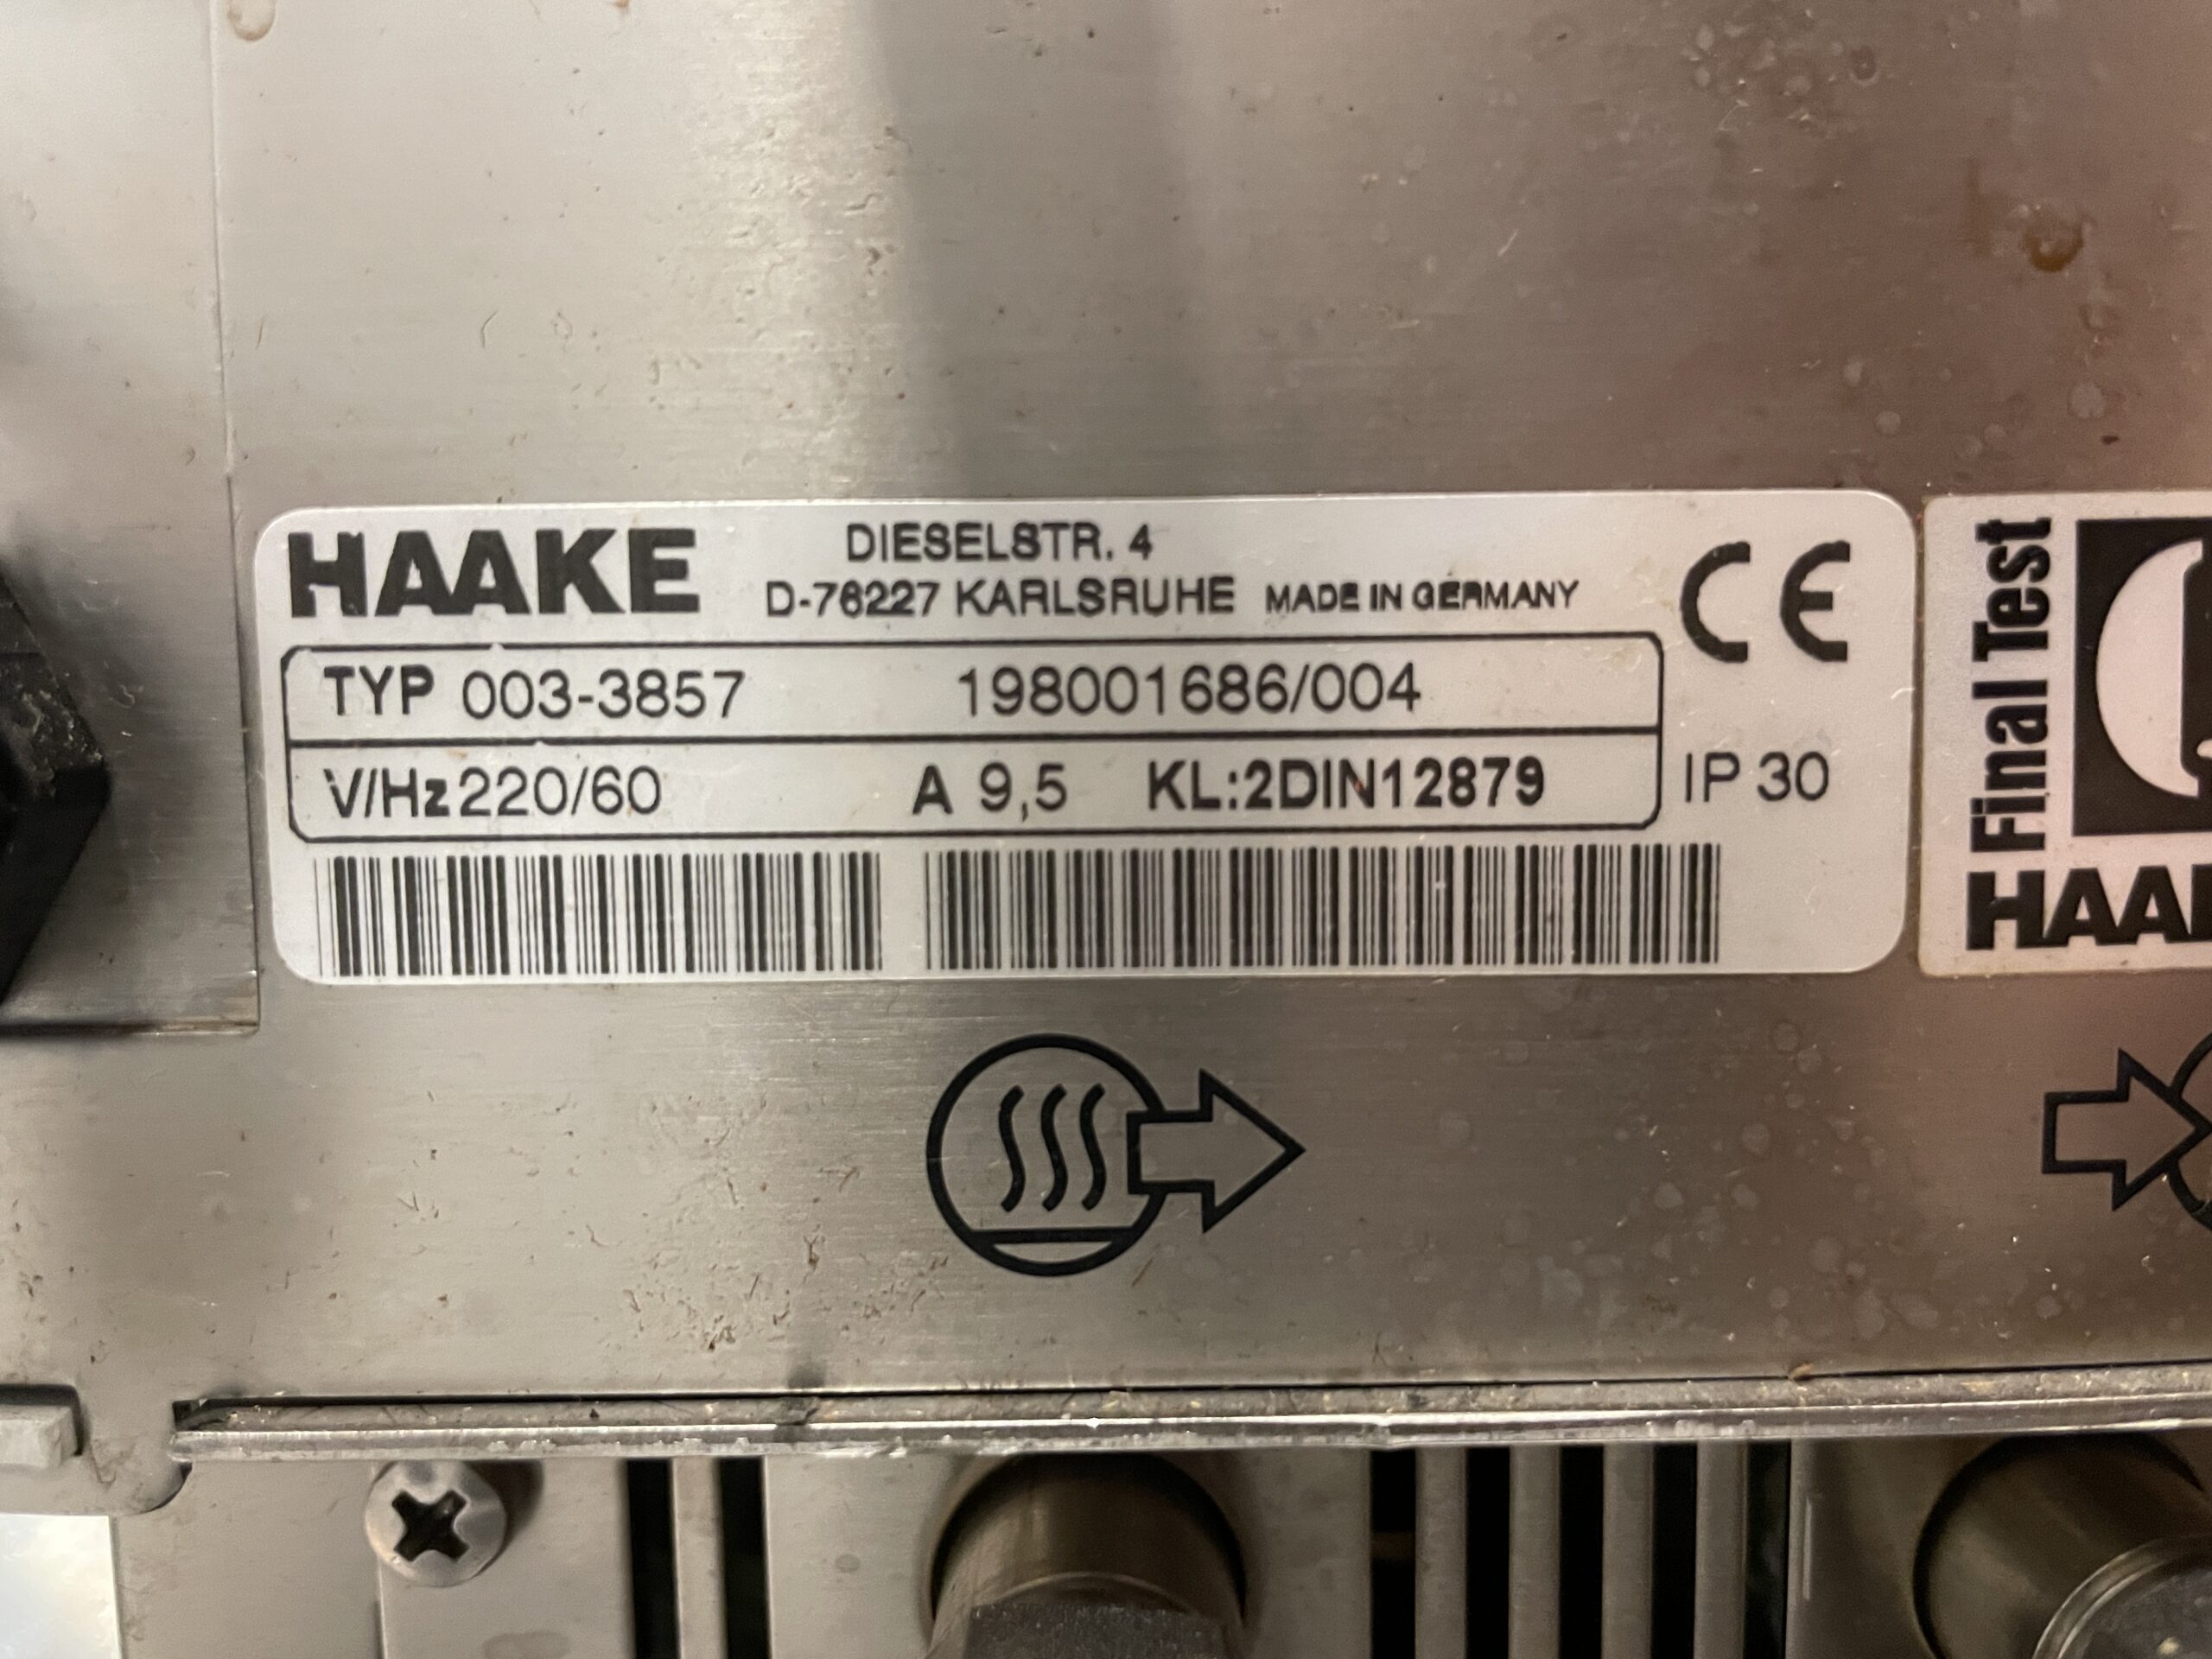 HAAKE
DIESELSTR. 4
D-76227 KARLSRUHE MADE IN GERMANY
CE
TYP 003-3857 198001686/004
V/Hz 220/60 A 9,5 KL:2DIN12879
IP 30
Final Test